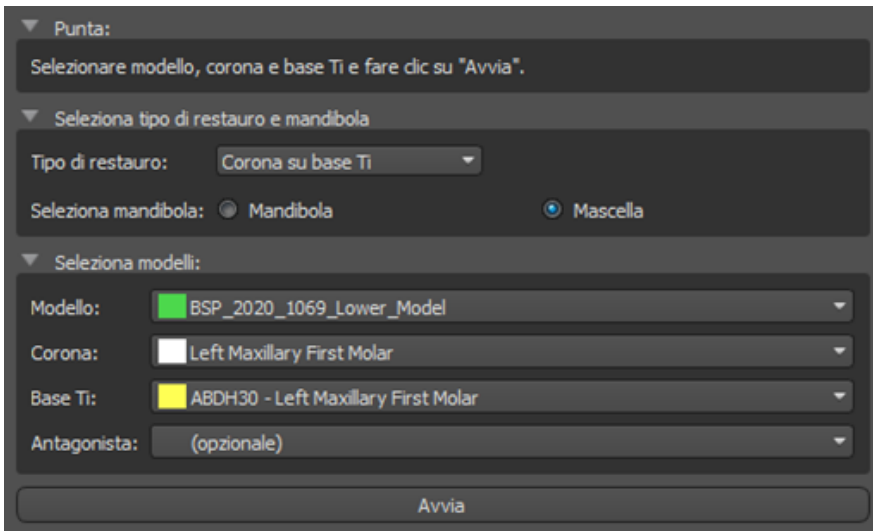 Punta:
Selezionare modello, corona e base Ti e fare clic su "Avvia".
Seleziona tipo di restauro e mandibola
Tipo di restauro: Corona su base Ti
Seleziona mandibola: Mandibola Mascella
Seleziona modelli:
Modello: BSP_2020_1069_Lower_Model
Corona: Left Maxillary First Molar
Base Ti: ABDH30 - Left Maxillary First Molar
Antagonista: (opzionale)
Avvia